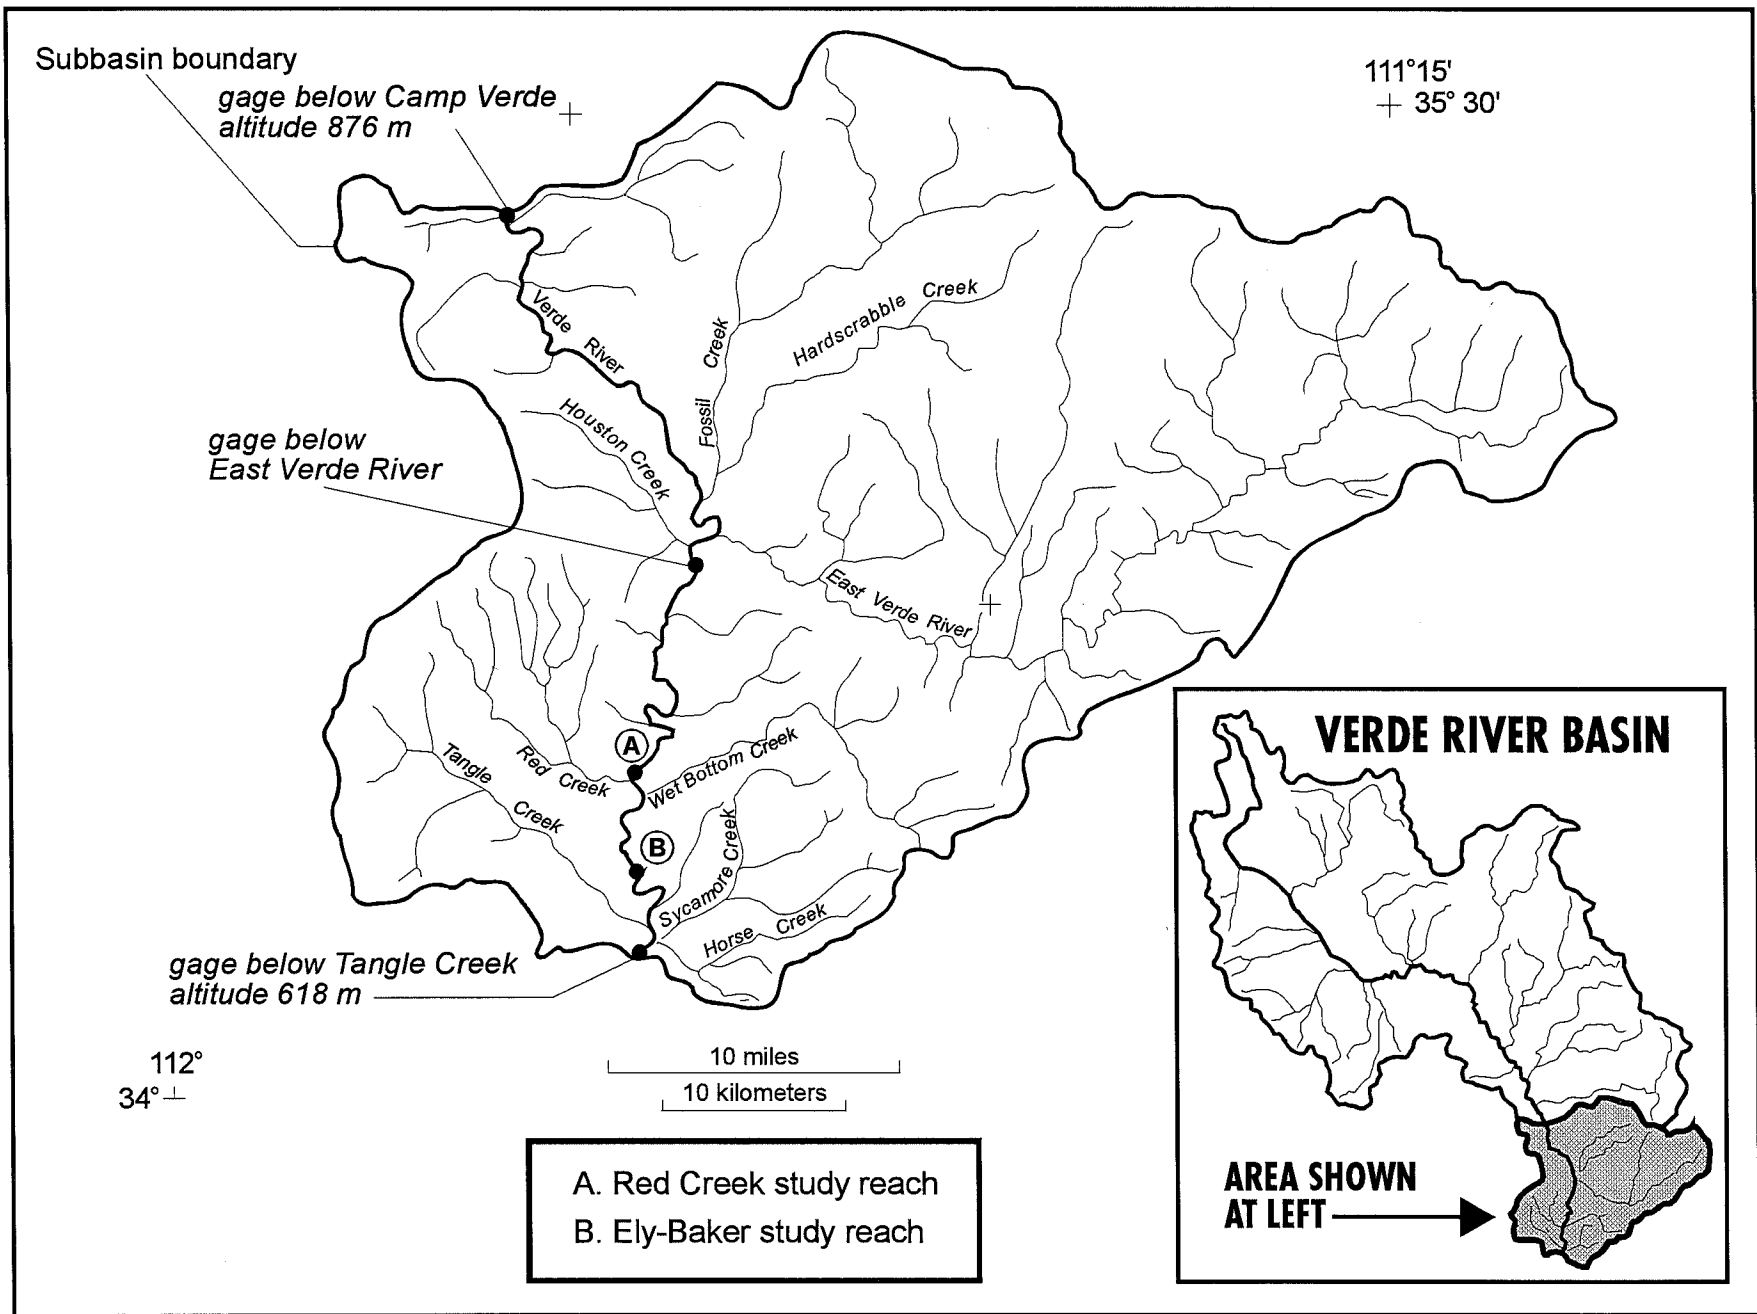 Subbasin boundary
gage below Camp Verde
altitude 876 m
111°15'
35° 30'
Verde River
Fossil Creek
Hardscrabble Creek
Houston Creek
gage below
East Verde River
East Verde River
A
Red Creek
Tangle Creek
Wet Bottom Creek
B
Sycamore Creek
Horse Creek
gage below Tangle Creek
altitude 618 m
112°
34°
10 miles
10 kilometers
A. Red Creek study reach
B. Ely-Baker study reach
VERDE RIVER BASIN
AREA SHOWN
AT LEFT